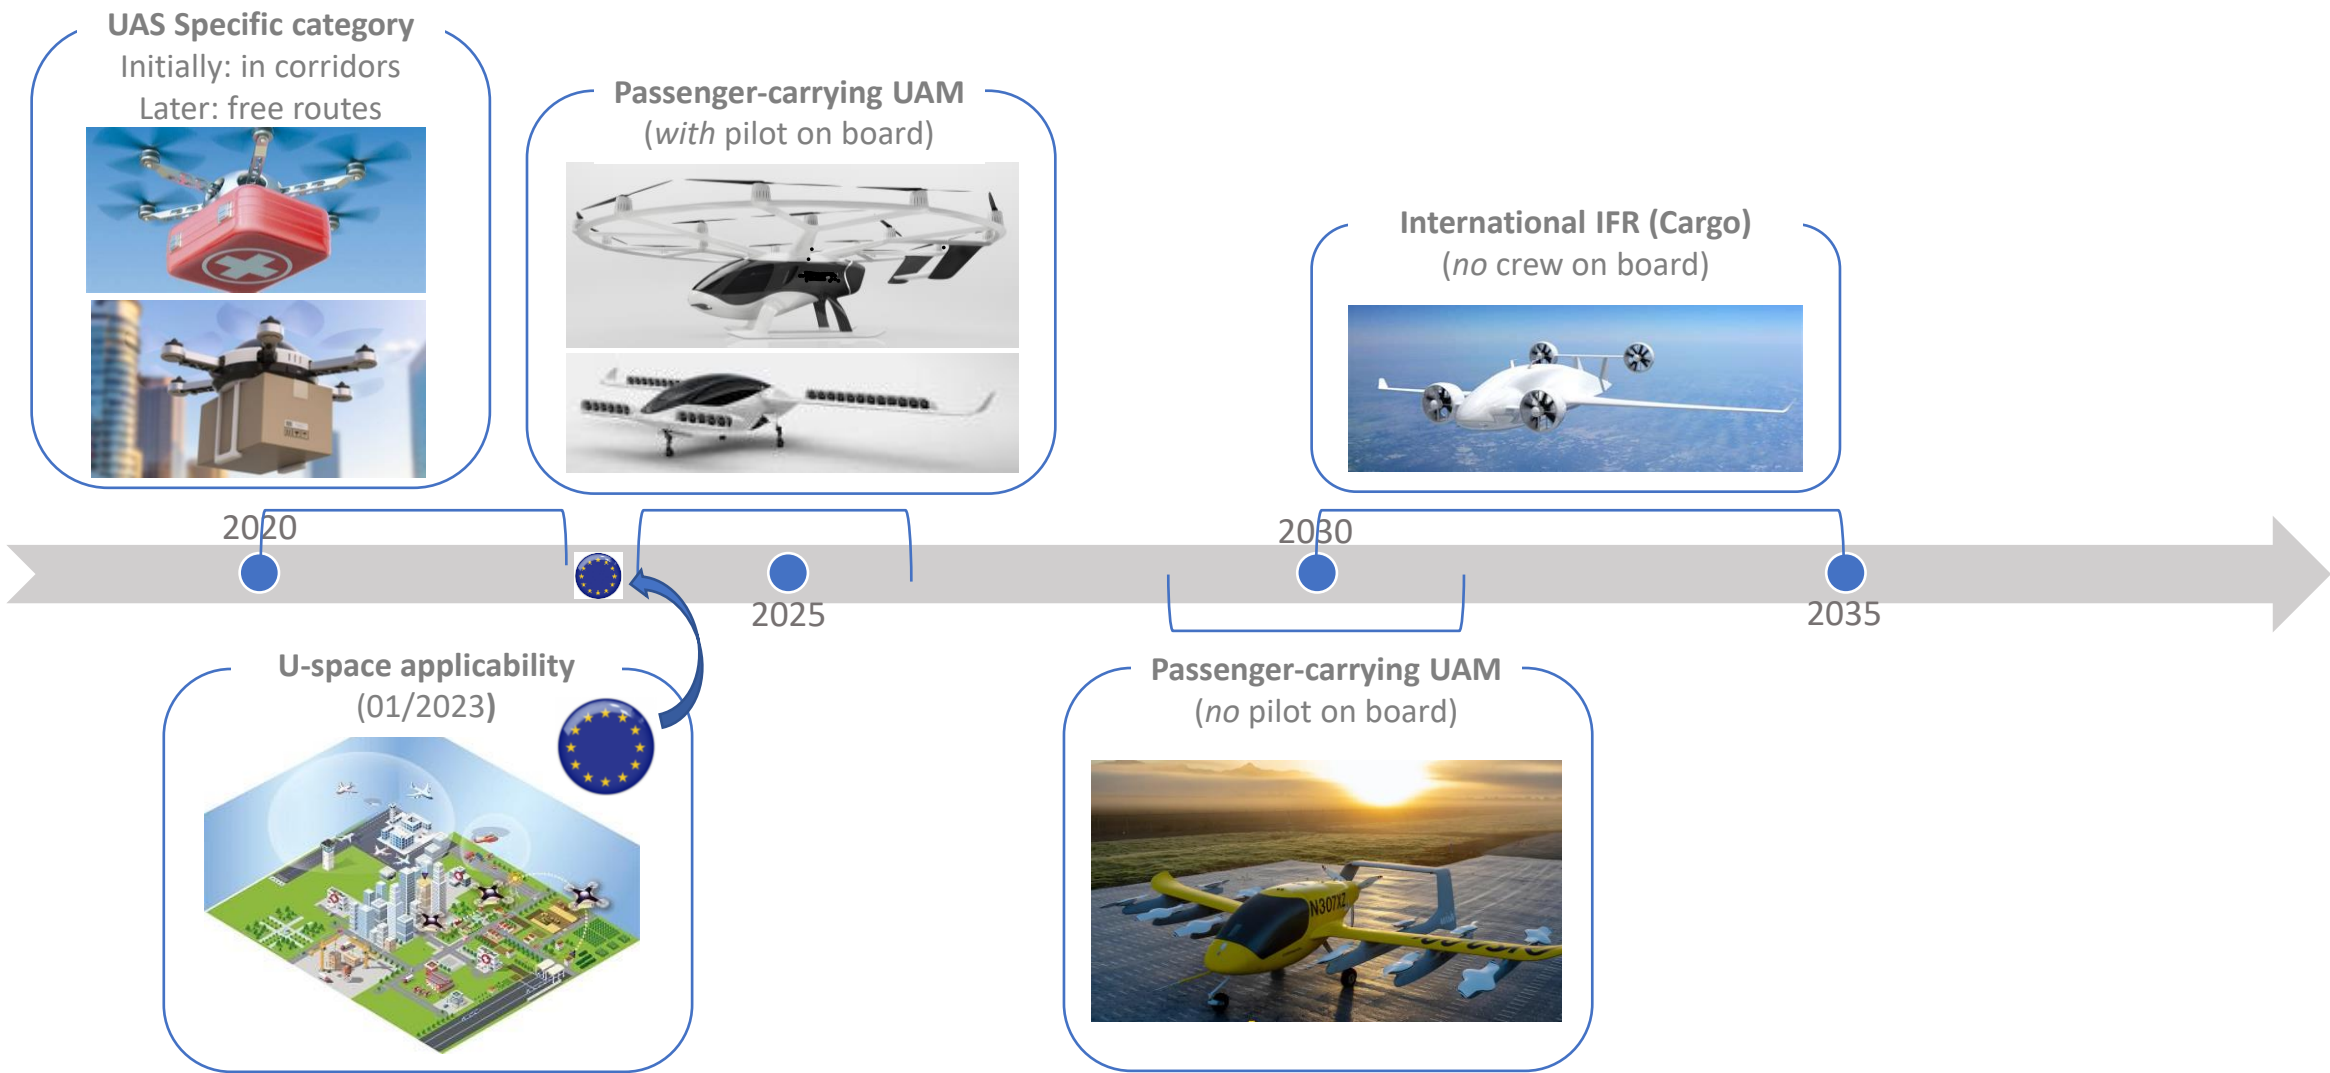 UAS Specific category
Initially: in corridors
Later: free routes
Passenger-carrying UAM
(with pilot on board)
International IFR (Cargo)
(no crew on board)
2020
2025
2030
2035
U-space applicability
(01/2023)
Passenger-carrying UAM
(no pilot on board)
N307XZ